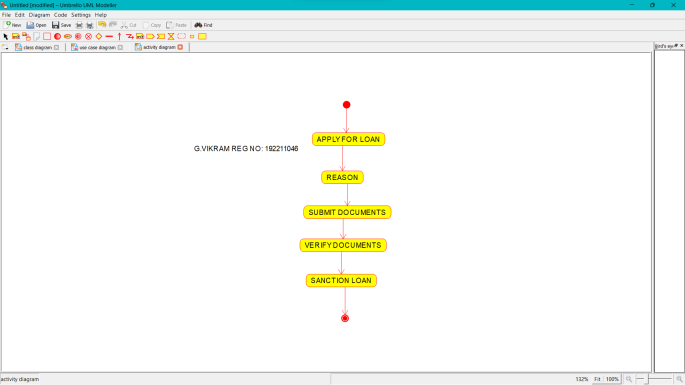 Untitled [modified] – Umbrello UML Modeller
File Edit Diagram Code Settings Help
New Open Save Cut Copy Paste Find
class diagram use case diagram activity diagram
Bird's eye
APPLY FOR LOAN
G.VIKRAM REG NO: 192211046
REASON
SUBMIT DOCUMENTS
VERIFY DOCUMENTS
SANCTION LOAN
activity diagram 132% Fit 100%